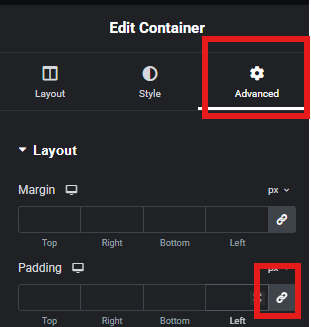 Edit Container
Layout Style Advanced
Layout
Margin px
Top Right Bottom Left
Padding px
Top Right Bottom Left